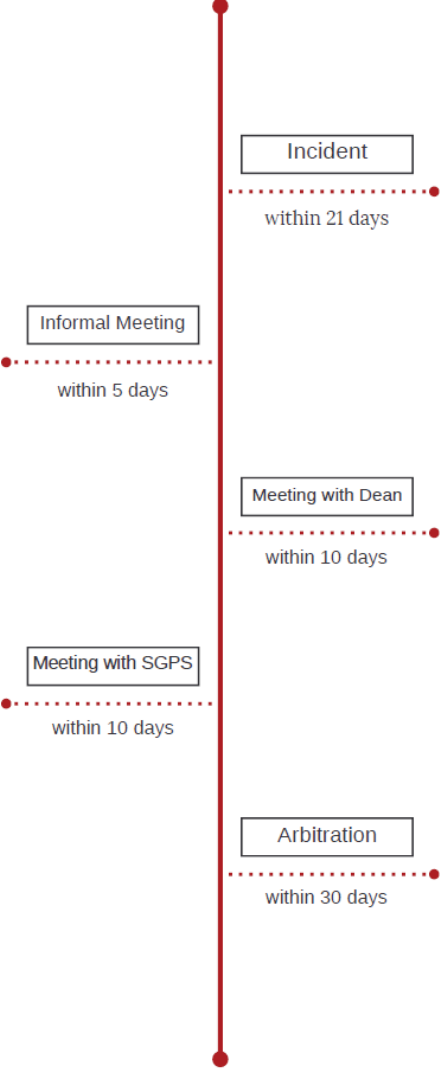 Incident
within 21 days
Informal Meeting
within 5 days
Meeting with Dean
within 10 days
Meeting with SGPS
within 10 days
Arbitration
within 30 days